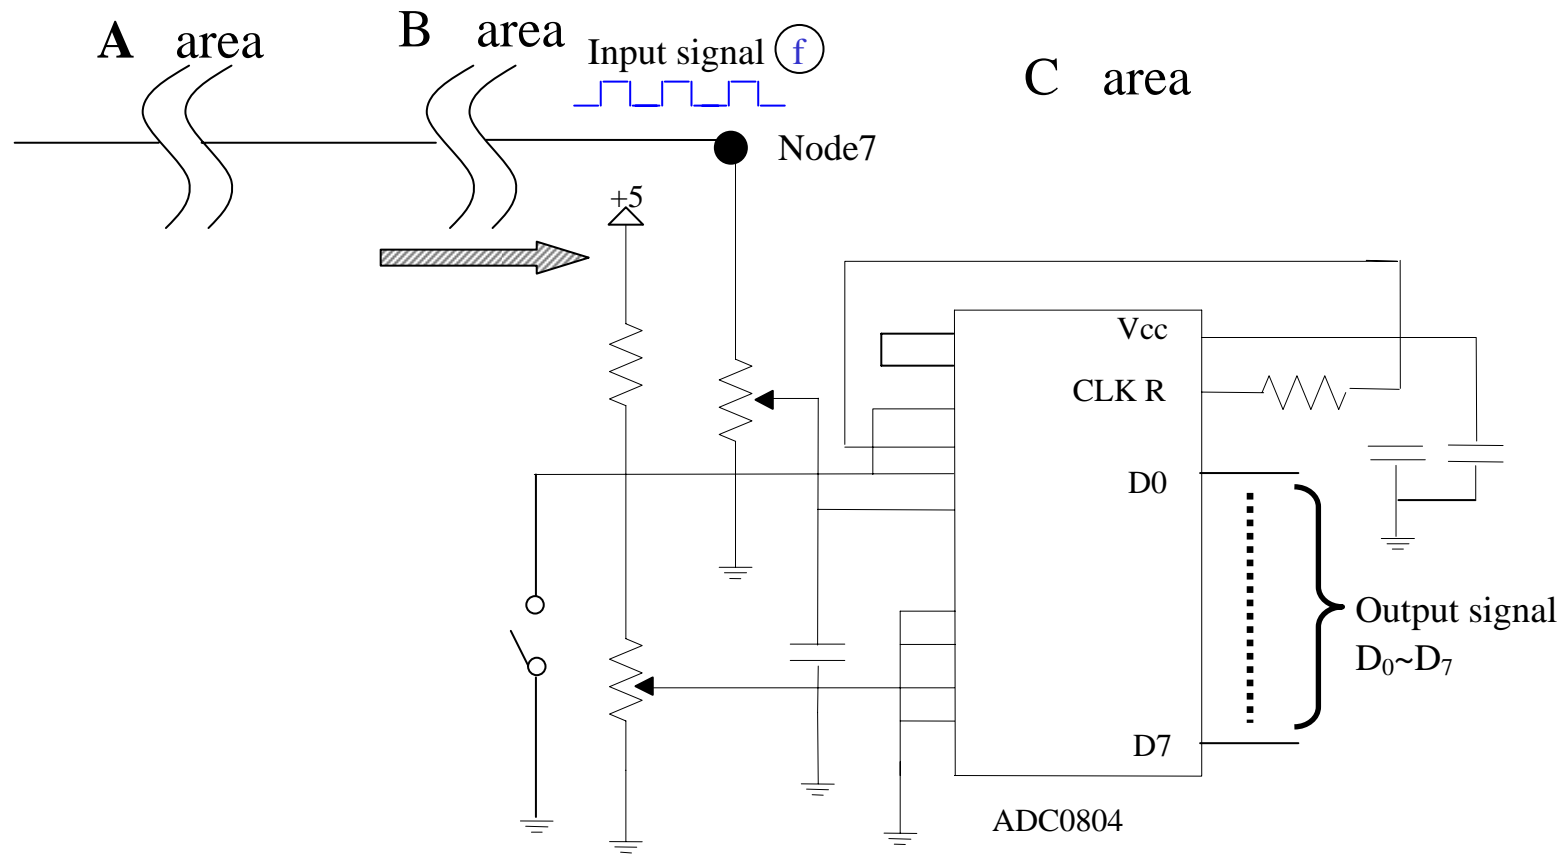 A area
B area
Input signal f
C area
Node7
+5
Vcc
CLK R
D0
Output signal
D₀~D₇
D7
ADC0804